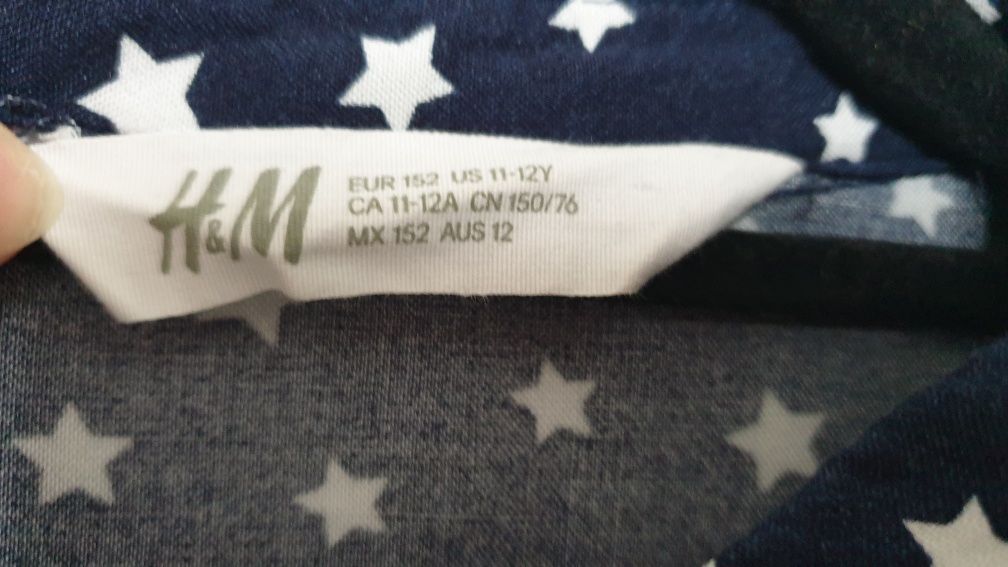 H&M
EUR 152 US 11-12Y
CA 11-12A CN 150/76
MX 152 AUS 12